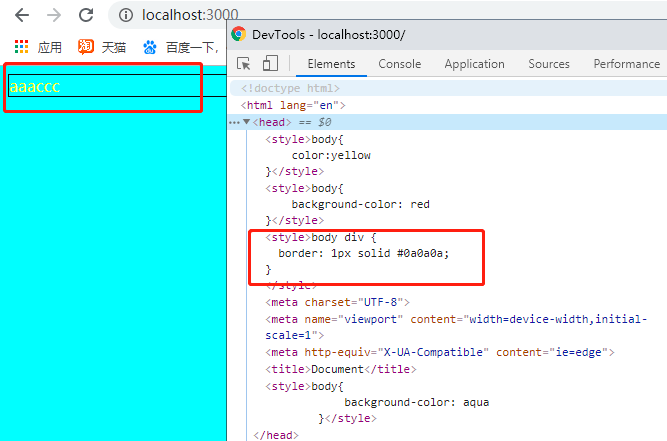 localhost:3000
DevTools - localhost:3000/
应用
淘
天猫
百度一下,
Elements
Console
Application
Sources
Performance
aaaccc
<!doctype html>
<html lang="en">
<head> == $0
<style>body{
color:yellow
}</style>
<style>body{
background-color: red
}</style>
<style>body div {
border: 1px solid #0a0a0a;
}
</style>
<meta charset="UTF-8">
<meta name="viewport" content="width=device-width,initial-
scale=1">
<meta http-equiv="X-UA-Compatible" content="ie=edge">
<title>Document</title>
<style>body{
background-color: aqua
}</style>
</head>